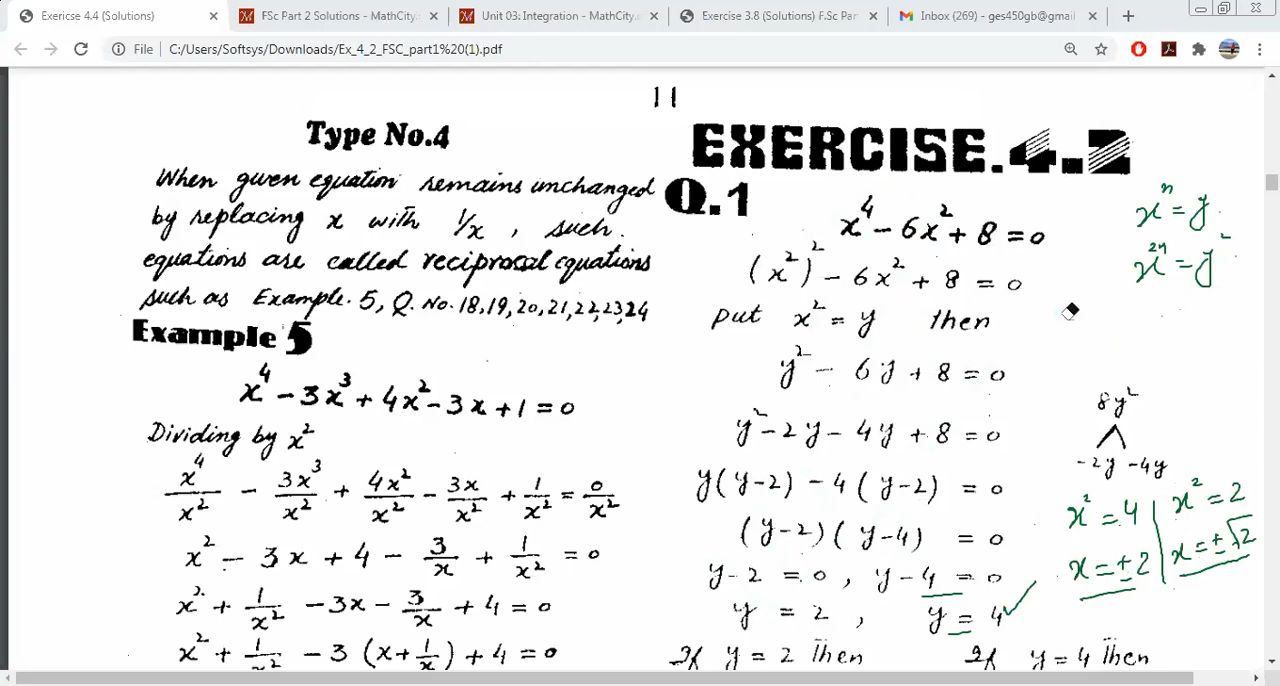 Exericse 4.4 (Solutions)
FSc Part 2 Solutions - MathCity.
Unit 03: Integration - MathCity.
Exercise 3.8 (Solutions) F.Sc Par
Inbox (269) - ges450gb@gmail
File
C:/Users/Softsys/Downloads/Ex_4_2_FSC_part1%20(1).pdf
11
Type No.4
When given equation remains unchanged
by replacing x with 1/x, such
equations are called reciprocal equations
such as Example.5, Q.No.18,19,20,21,22,23,24
Example 5
x⁴ - 3x³ + 4x² - 3x + 1 = 0
Dividing by x²
x⁴/x² - 3x³/x² + 4x²/x² - 3x/x² + 1/x² = 0/x²
x² - 3x + 4 - 3/x + 1/x² = 0
x² + 1/x² - 3x - 3/x + 4 = 0
x² + 1/x² - 3(x + 1/x) + 4 = 0
EXERCISE.4.2
Q.1
x⁴ - 6x² + 8 = 0
(x²)² - 6x² + 8 = 0
put x² = y then
y² - 6y + 8 = 0
y² - 2y - 4y + 8 = 0
y(y-2) - 4(y-2) = 0
(y-2)(y-4) = 0
y-2 = 0, y-4 = 0
y = 2, y = 4
If y = 2 Then If y = 4 Then
xⁿ = y
x²ⁿ = y²
8y²
-2y -4y
x² = 4 | x² = 2
x = ±2 | x = ±√2